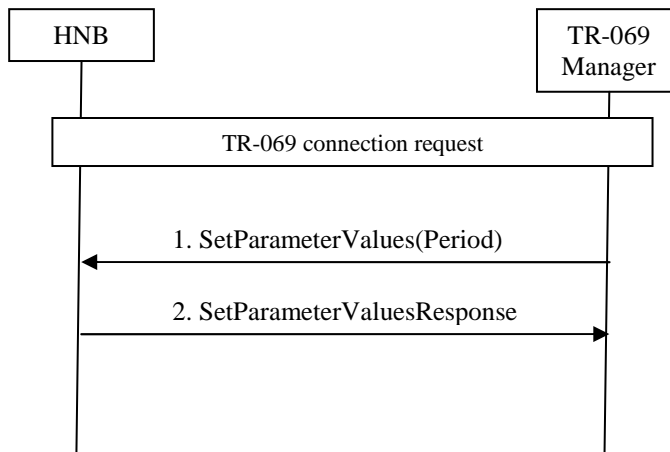 HNB
TR-069
Manager
TR-069 connection request
1. SetParameterValues(Period)
2. SetParameterValuesResponse